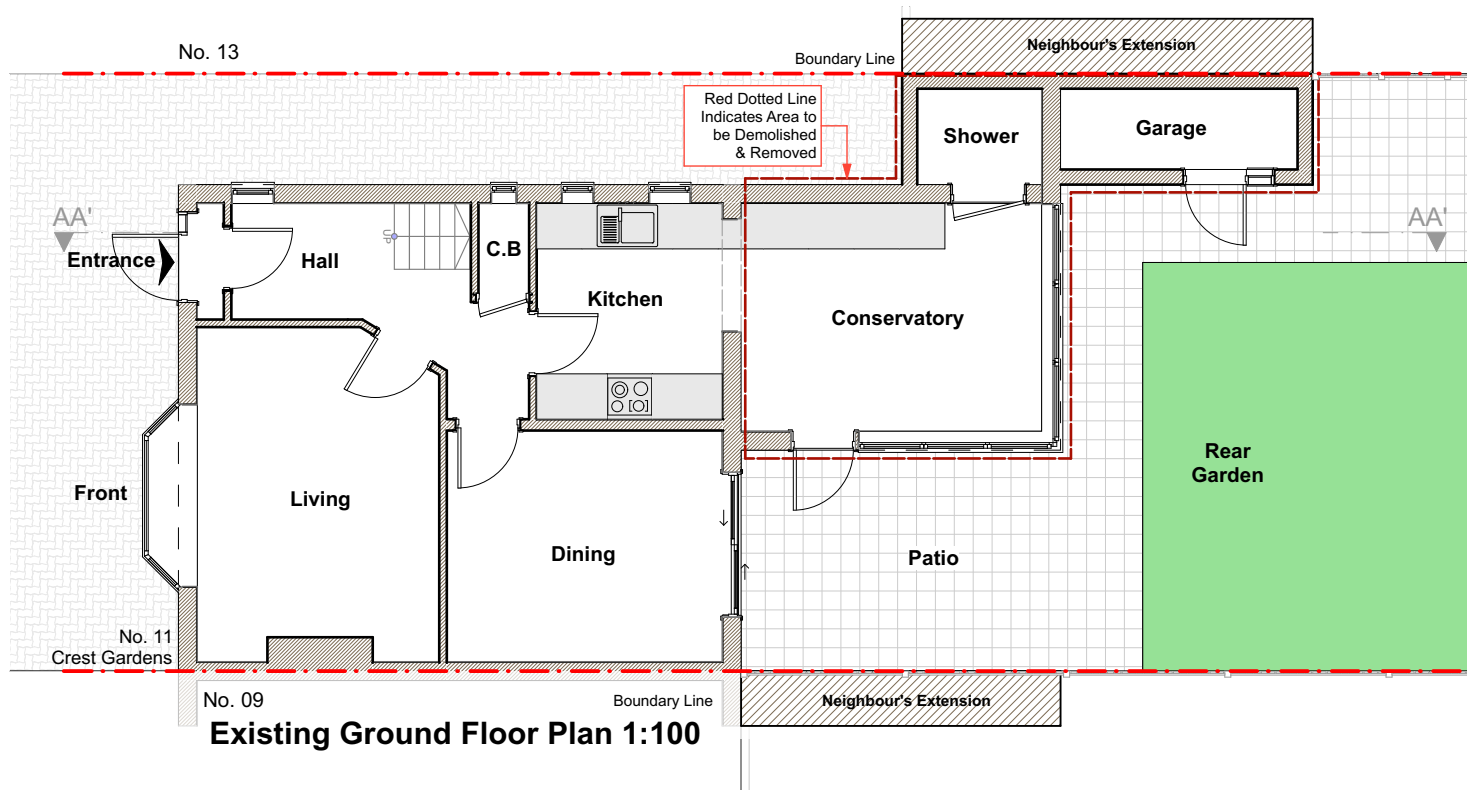 No. 13
Boundary Line
Neighbour's Extension
Red Dotted Line
Indicates Area to
be Demolished
& Removed
Shower
Garage
AA'
AA'
Entrance
Hall
UP
C.B
Kitchen
Conservatory
Front
Living
Dining
Patio
Rear
Garden
No. 11
Crest Gardens
No. 09
Boundary Line
Neighbour's Extension
Existing Ground Floor Plan 1:100